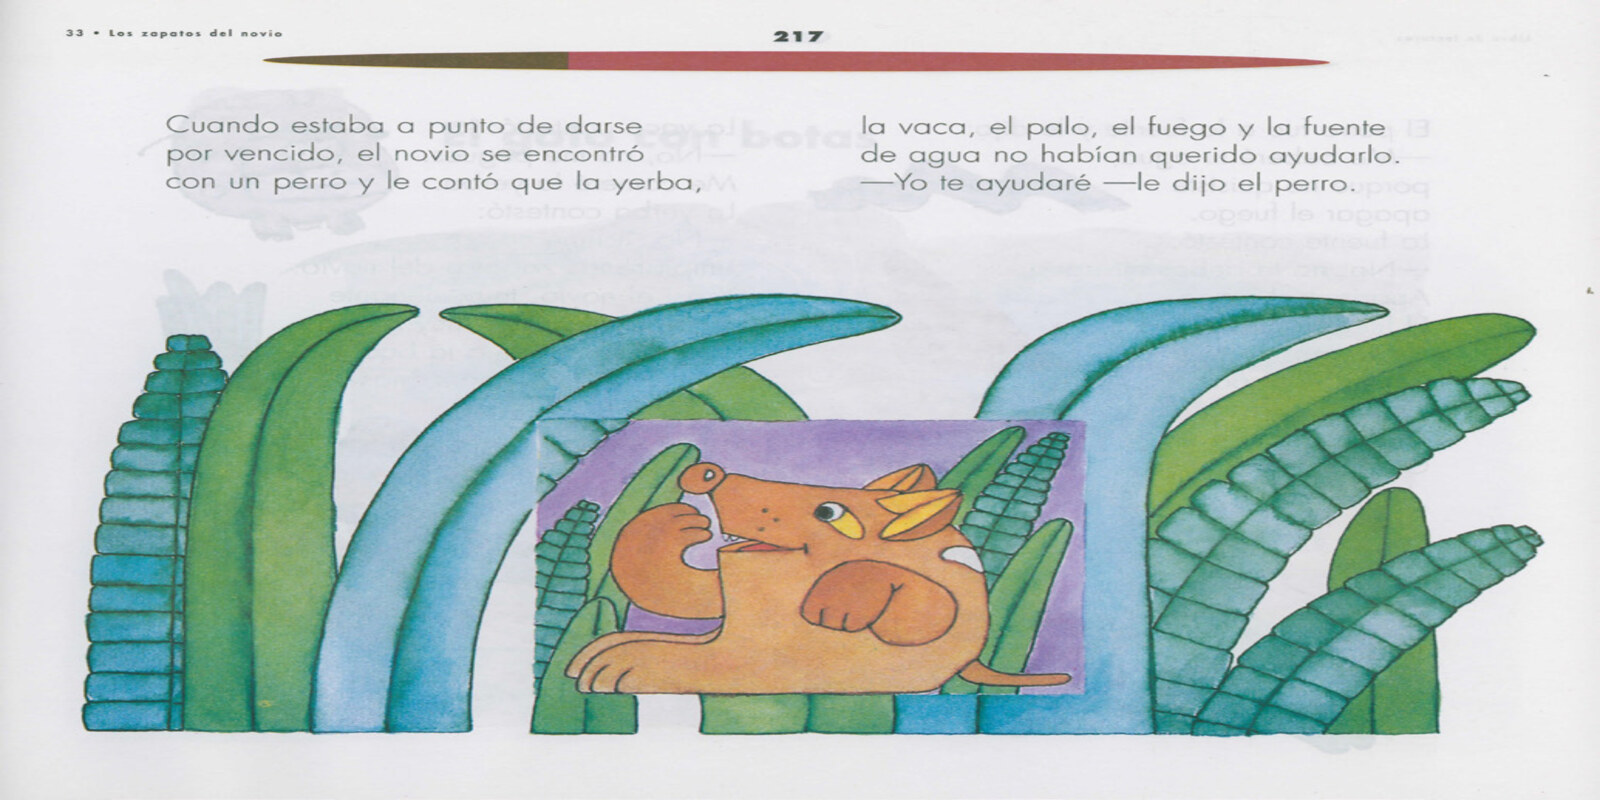 33 • Los zapatos del novio
217
Cuando estaba a punto de darse
por vencido, el novio se encontró
con un perro y le contó que la yerba,
la vaca, el palo, el fuego y la fuente
de agua no habían querido ayudarlo.
—Yo te ayudaré —le dijo el perro.